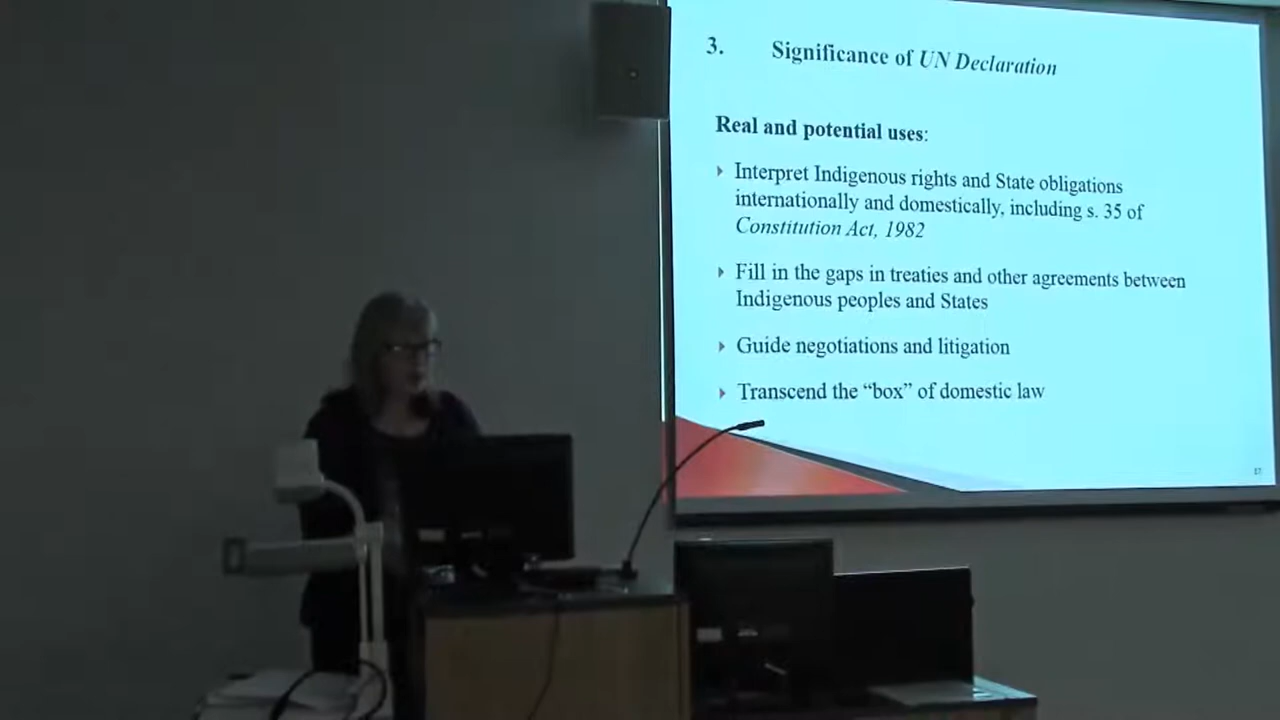 3. Significance of UN Declaration
Real and potential uses:
Interpret Indigenous rights and State obligations
internationally and domestically, including s. 35 of
Constitution Act, 1982
Fill in the gaps in treaties and other agreements between
Indigenous peoples and States
Guide negotiations and litigation
Transcend the “box” of domestic law
17